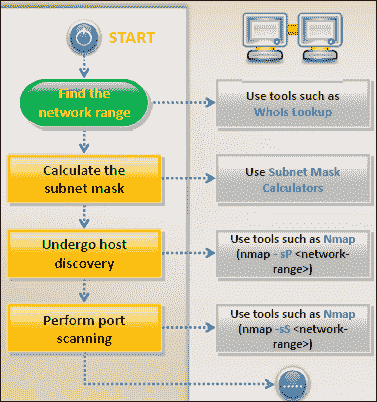 START
Find the
network range
Use tools such as
WhoIs Lookup
Calculate the
subnet mask
Use Subnet Mask
Calculators
Undergo host
discovery
Use tools such as Nmap
(nmap - sP <network-
range>)
Perform port
scanning
Use tools such as Nmap
(nmap -sS <network-
range>)